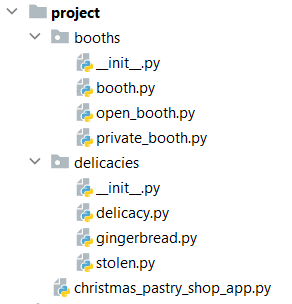 project
booths
__init__.py
booth.py
open_booth.py
private_booth.py
delicacies
__init__.py
delicacy.py
gingerbread.py
stolen.py
christmas_pastry_shop_app.py